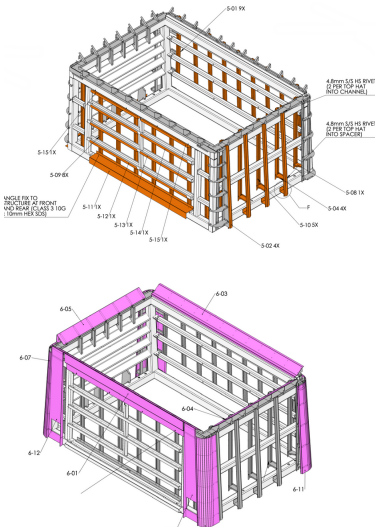 5-01 9X
4.8mm S/S HS RIVET
(2 PER TOP HAT
INTO CHANNEL)
4.8mm S/S HS RIVET
(2 PER TOP HAT
INTO SPACER)
5-15 1X
5-09 8X
ANGLE FIX TO
STRUCTURE AT FRONT
AND REAR (CLASS 3 10G
10mm HEX SDS)
5-11 1X
5-12 1X
5-13 1X
5-14 1X
5-15 1X
5-08 1X
5-04 4X
F
5-10 5X
5-02 4X
6-03
6-05
6-07
6-04
6-12
6-01
6-11